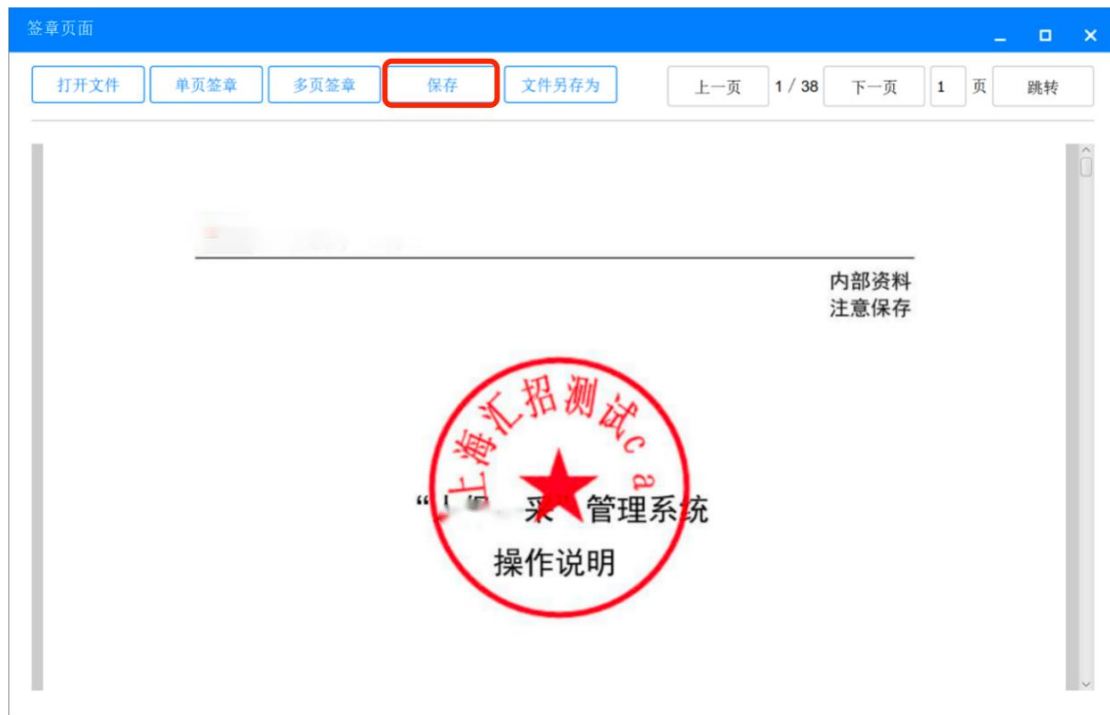 签章页面
打开文件 单页签章 多页签章 保存 文件另存为 上一页 1 / 38 下一页 1 页 跳转
内部资料
注意保存
上海汇招测试ca
“上 采”管理系统
操作说明